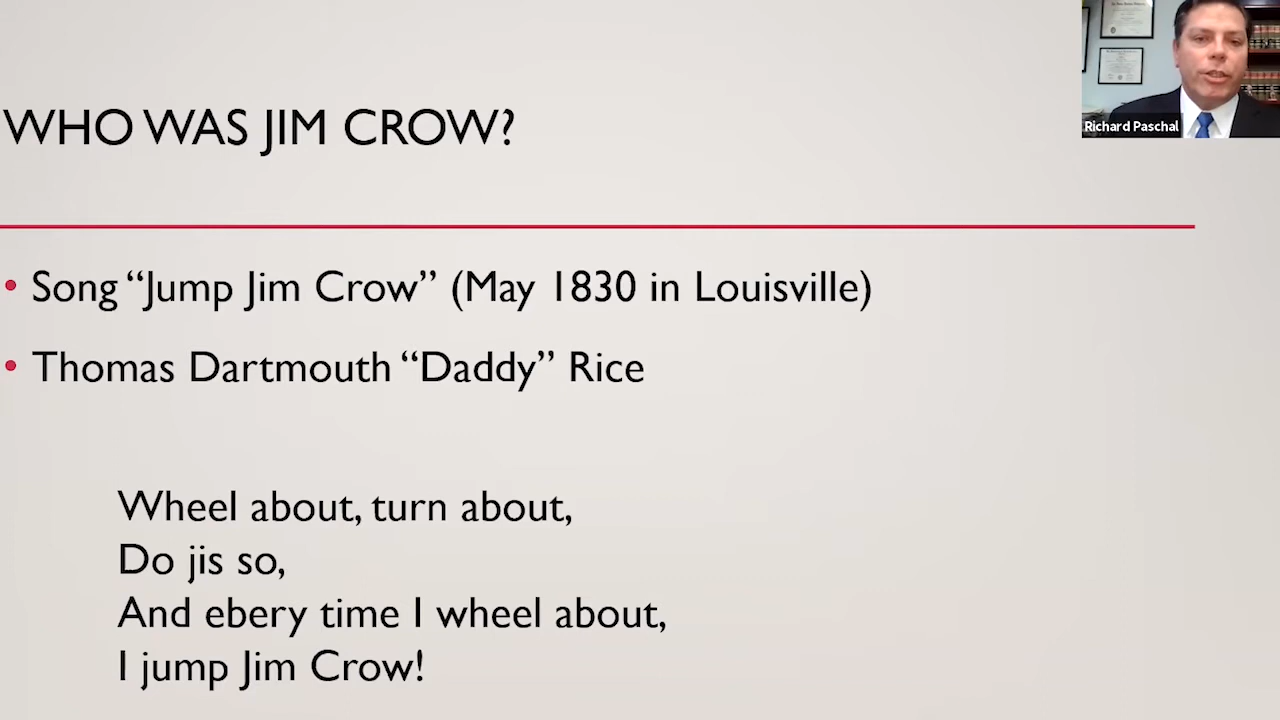 WHO WAS JIM CROW?
Richard Paschal
• Song “Jump Jim Crow” (May 1830 in Louisville)
• Thomas Dartmouth “Daddy” Rice
Wheel about, turn about,
Do jis so,
And ebery time I wheel about,
I jump Jim Crow!